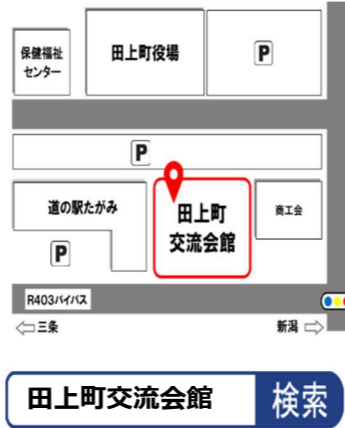 保健福祉
センター
田上町役場
P
P
道の駅たがみ
P
田上町
交流会館
商工会
R403バイパス
三条
新潟
田上町交流会館
検索